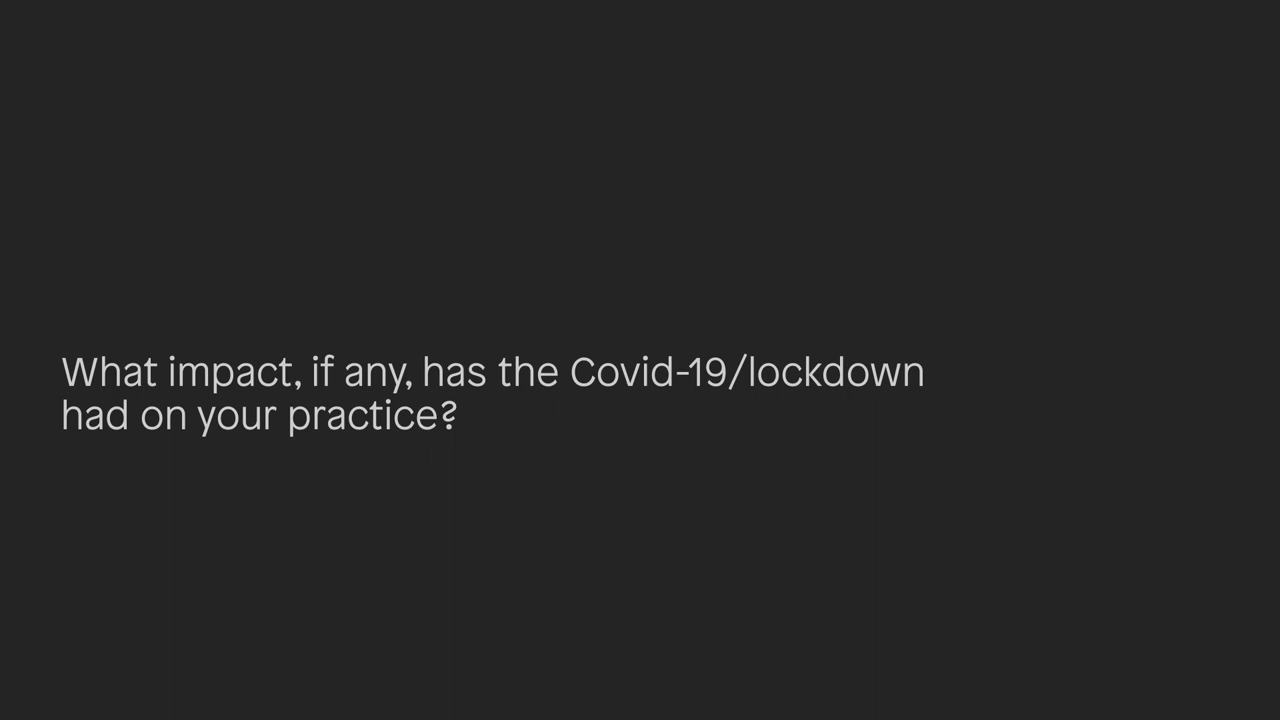 What impact, if any, has the Covid-19/lockdown
had on your practice?